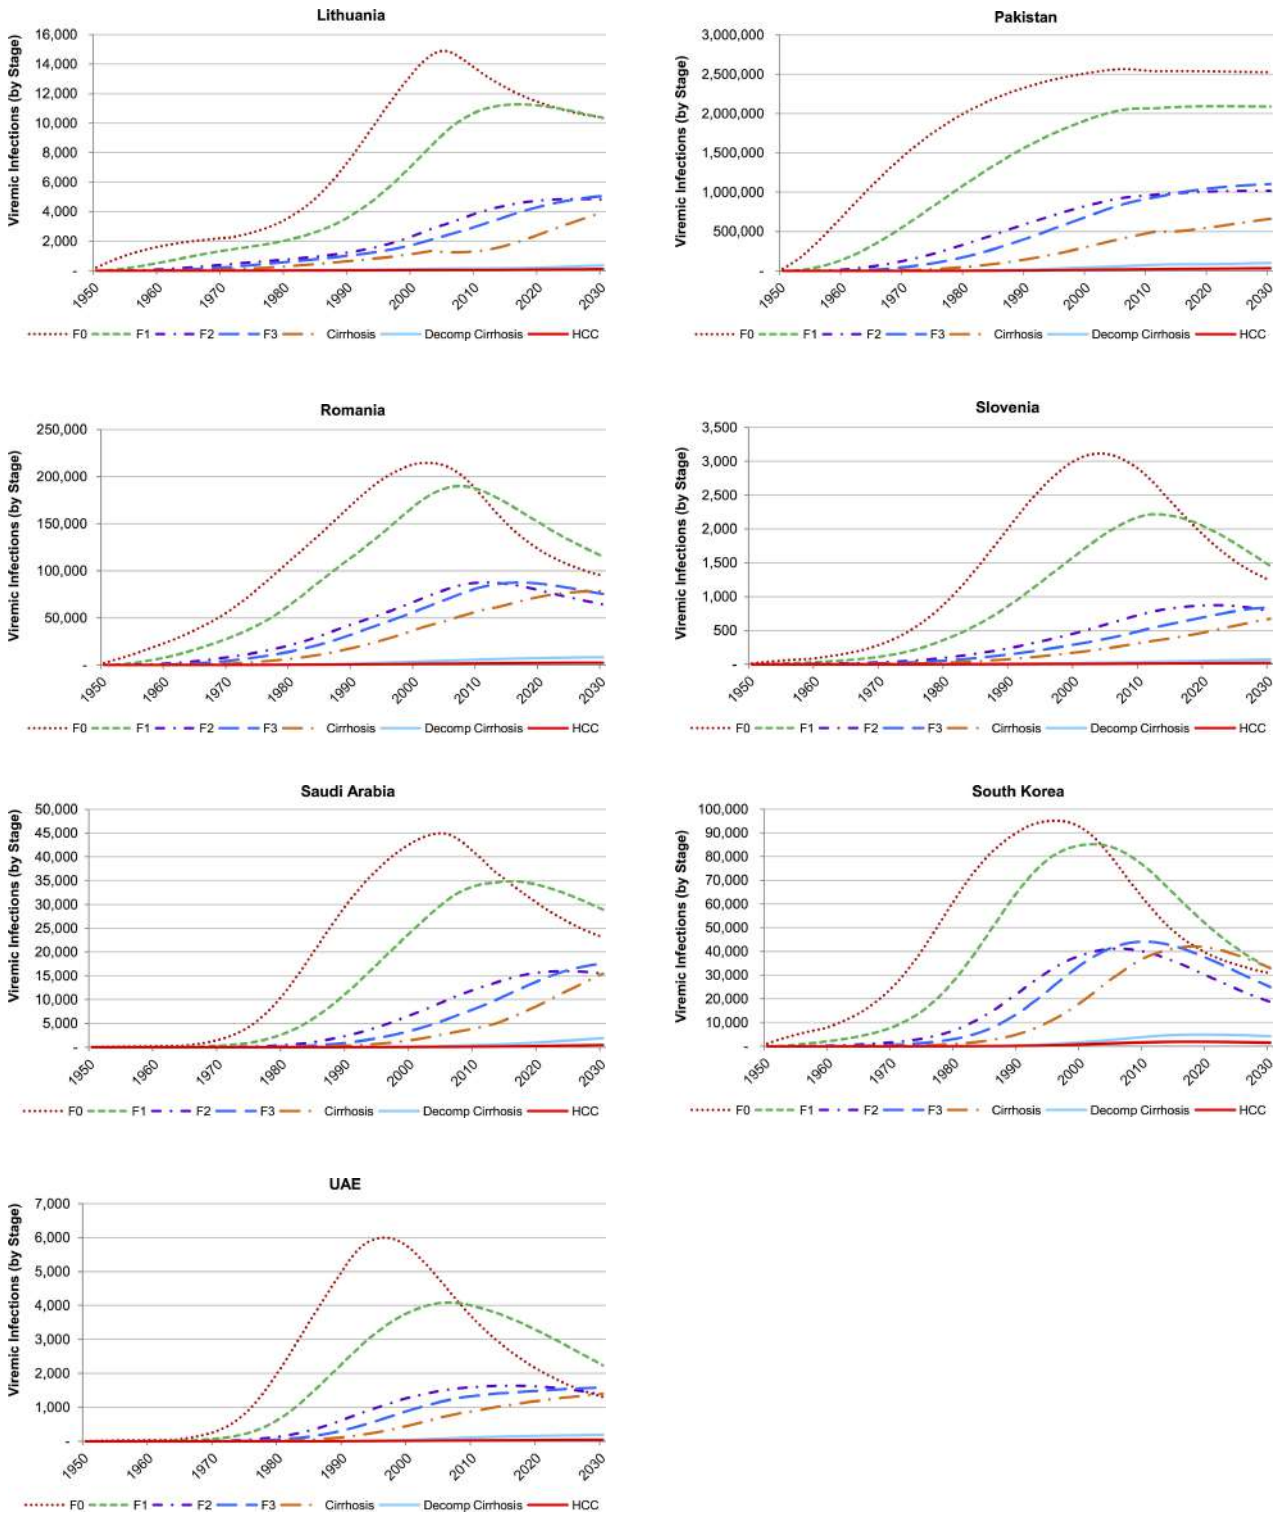 Lithuania
Viremic Infections (by Stage)
16,000
14,000
12,000
10,000
8,000
6,000
4,000
2,000
-
1950 1960 1970 1980 1990 2000 2010 2020 2030
F0 F1 F2 F3 Cirrhosis Decomp Cirrhosis HCC
Pakistan
Viremic Infections (by Stage)
3,000,000
2,500,000
2,000,000
1,500,000
1,000,000
500,000
-
1950 1960 1970 1980 1990 2000 2010 2020 2030
F0 F1 F2 F3 Cirrhosis Decomp Cirrhosis HCC
Romania
Viremic Infections (by Stage)
250,000
200,000
150,000
100,000
50,000
-
1950 1960 1970 1980 1990 2000 2010 2020 2030
F0 F1 F2 F3 Cirrhosis Decomp Cirrhosis HCC
Slovenia
Viremic Infections (by Stage)
3,500
3,000
2,500
2,000
1,500
1,000
500
-
1950 1960 1970 1980 1990 2000 2010 2020 2030
F0 F1 F2 F3 Cirrhosis Decomp Cirrhosis HCC
Saudi Arabia
Viremic Infections (by Stage)
50,000
45,000
40,000
35,000
30,000
25,000
20,000
15,000
10,000
5,000
-
1950 1960 1970 1980 1990 2000 2010 2020 2030
F0 F1 F2 F3 Cirrhosis Decomp Cirrhosis HCC
South Korea
Viremic Infections (by Stage)
100,000
90,000
80,000
70,000
60,000
50,000
40,000
30,000
20,000
10,000
-
1950 1960 1970 1980 1990 2000 2010 2020 2030
F0 F1 F2 F3 Cirrhosis Decomp Cirrhosis HCC
UAE
Viremic Infections (by Stage)
7,000
6,000
5,000
4,000
3,000
2,000
1,000
-
1950 1960 1970 1980 1990 2000 2010 2020 2030
F0 F1 F2 F3 Cirrhosis Decomp Cirrhosis HCC